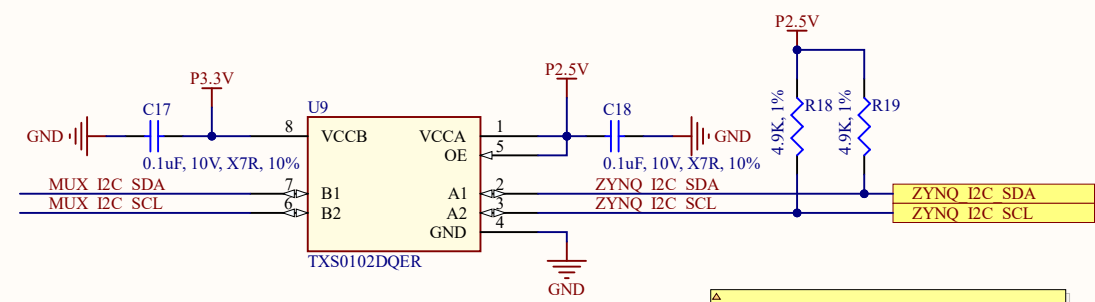 P2.5V
P3.3V
P2.5V
C17
U9
C18
4.9K, 1%
R18
4.9K, 1%
R19
GND
8
VCCB
VCCA
1
GND
OE
5
0.1uF, 10V, X7R, 10%
0.1uF, 10V, X7R, 10%
MUX_I2C_SDA
7
B1
A1
2
ZYNQ_I2C_SDA
ZYNQ_I2C_SDA
MUX_I2C_SCL
6
B2
A2
3
ZYNQ_I2C_SCL
ZYNQ_I2C_SCL
GND
4
TXS0102DQER
GND